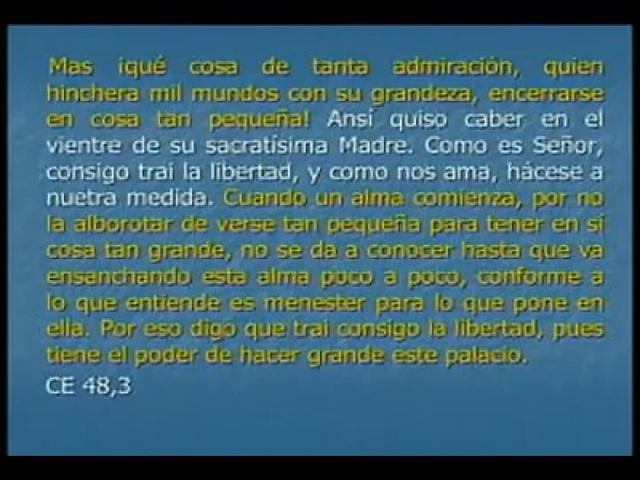 Mas ¡qué cosa de tanta admiración, quien
hinchera mil mundos con su grandeza, encerrarse
en cosa tan pequeña! Ansí quiso caber en el
vientre de su sacratísima Madre. Como es Señor,
consigo trai la libertad, y como nos ama, hácese a
nuetra medida. Cuando un alma comienza, por no
la alborotar de verse tan pequeña para tener en sí
cosa tan grande, no se da a conocer hasta que va
ensanchando esta alma poco a poco, conforme a
lo que entiende es menester para lo que pone en
ella. Por eso digo que trai consigo la libertad, pues
tiene el poder de hacer grande este palacio.
CE 48,3